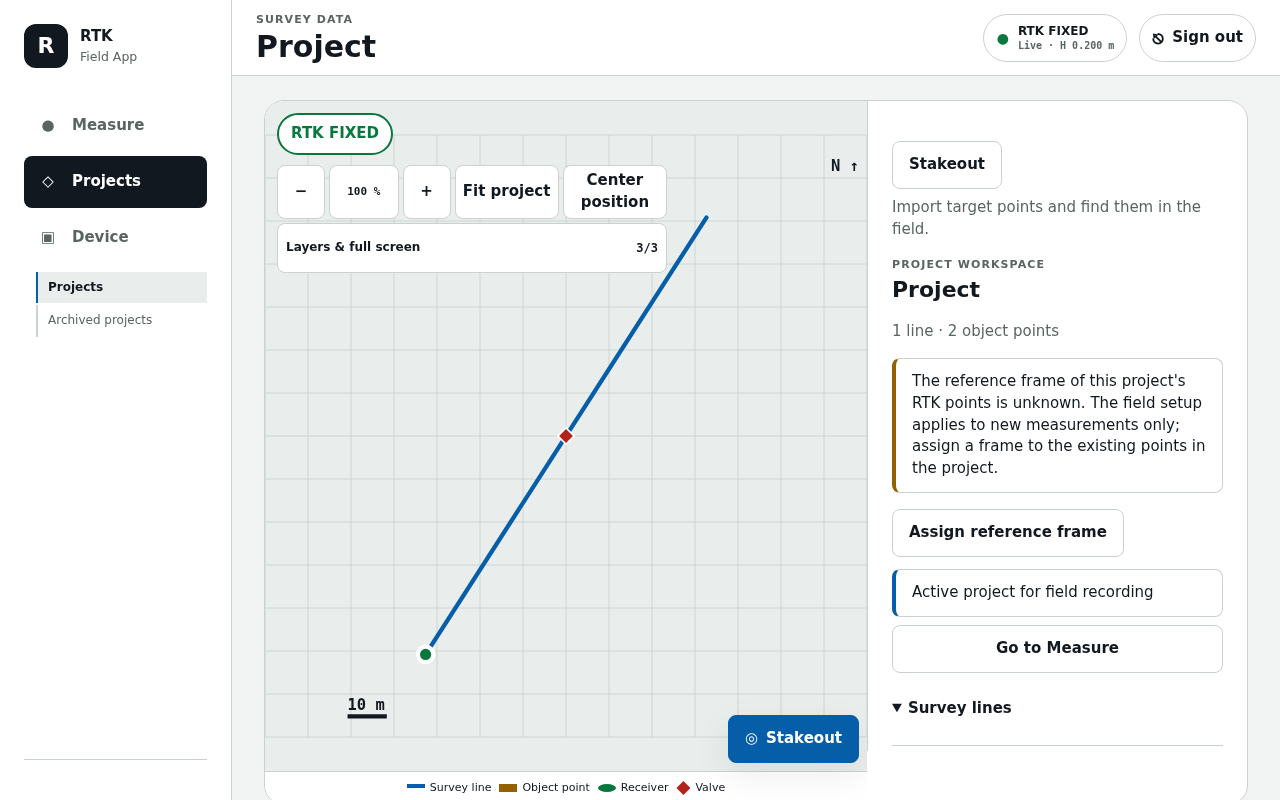 R
RTK
Field App
Measure
Projects
Device
Projects
Archived projects
SURVEY DATA
Project
RTK FIXED
Live · H 0.200 m
Sign out
RTK FIXED
N ↑
−
100 %
+
Fit project
Center
position
Layers & full screen
3/3
10 m
Stakeout
Survey line
Object point
Receiver
Valve
Stakeout
Import target points and find them in the
field.
PROJECT WORKSPACE
Project
1 line · 2 object points
The reference frame of this project's
RTK points is unknown. The field setup
applies to new measurements only;
assign a frame to the existing points in
the project.
Assign reference frame
Active project for field recording
Go to Measure
Survey lines